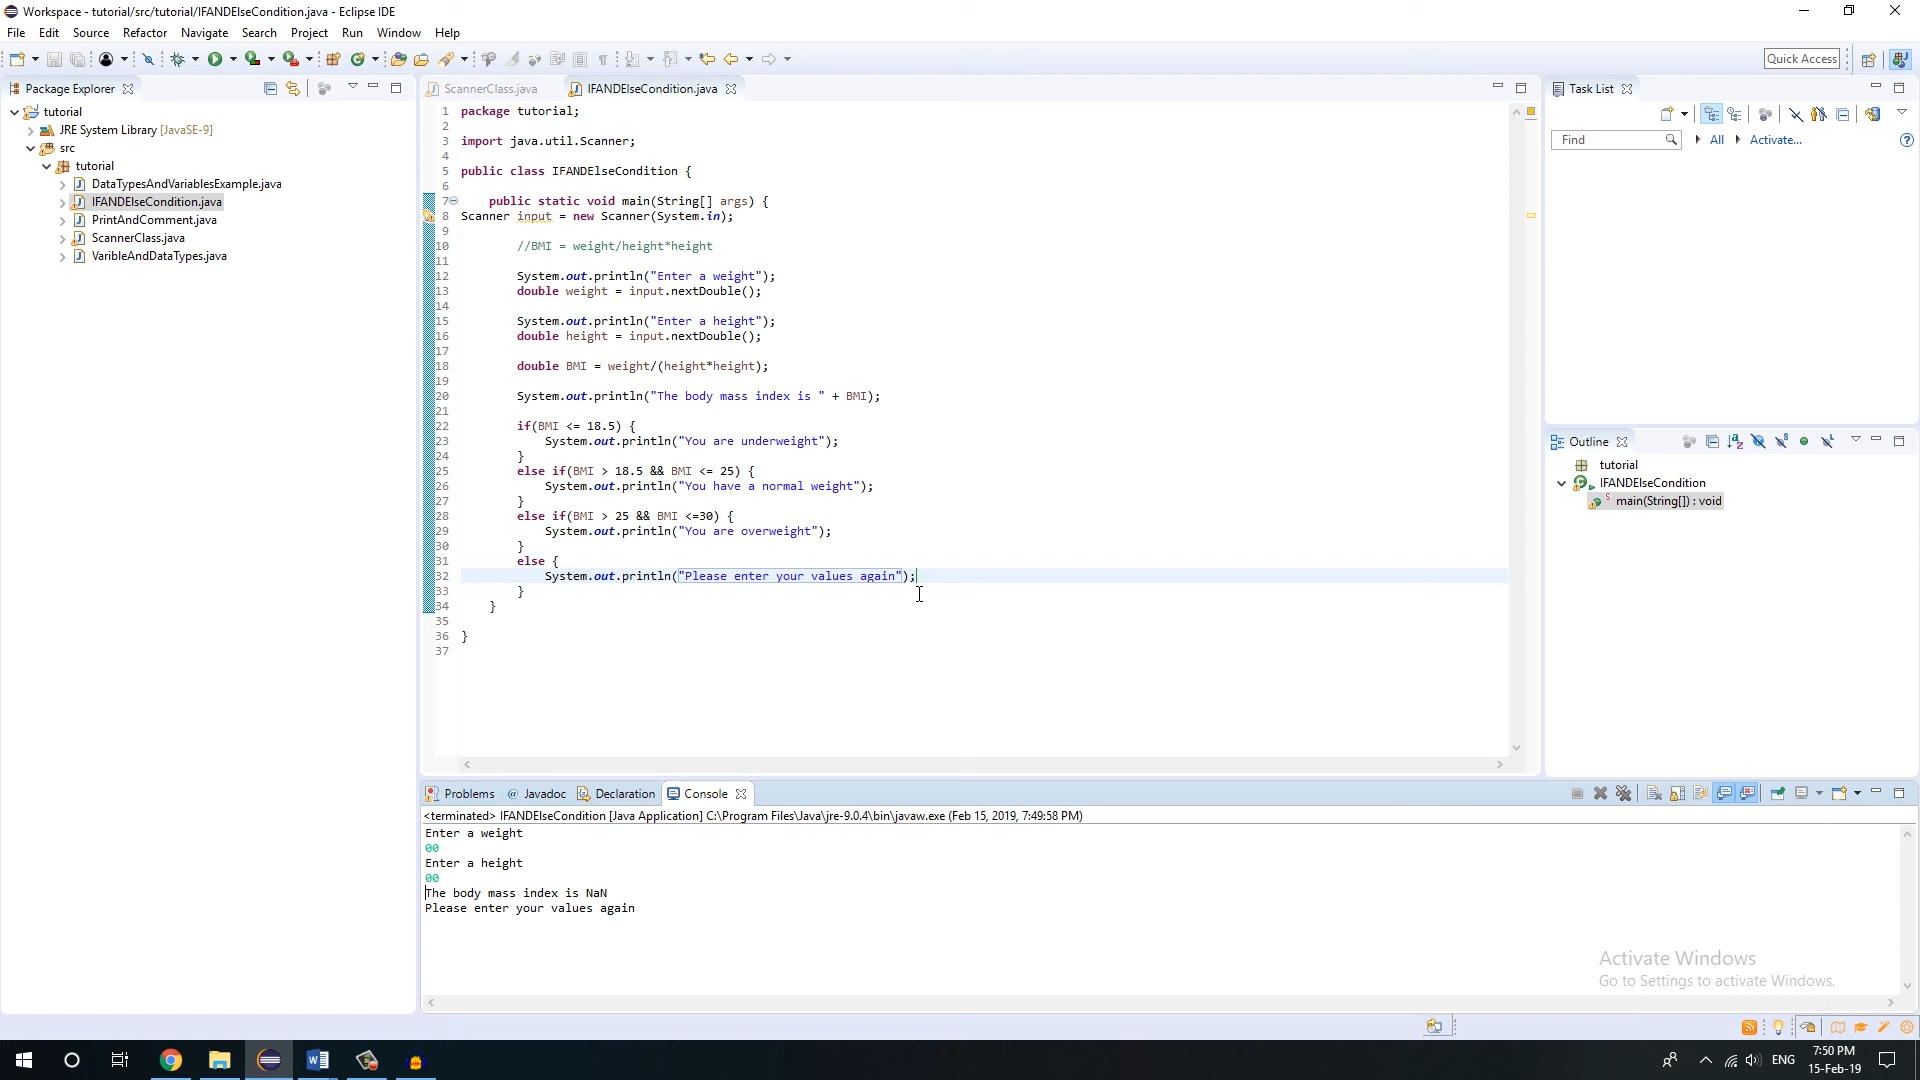 Workspace - tutorial/src/tutorial/IFANDElseCondition.java - Eclipse IDE
File Edit Source Refactor Navigate Search Project Run Window Help
Quick Access
Package Explorer
tutorial
JRE System Library [JavaSE-9]
src
tutorial
DataTypesAndVariablesExample.java
IFANDElseCondition.java
PrintAndComment.java
ScannerClass.java
VaribleAndDataTypes.java
ScannerClass.java IFANDElseCondition.java
1 package tutorial;
2
3 import java.util.Scanner;
4
5 public class IFANDElseCondition {
6
7 public static void main(String[] args) {
8 Scanner input = new Scanner(System.in);
9
10 //BMI = weight/height*height
11
12 System.out.println("Enter a weight");
13 double weight = input.nextDouble();
14
15 System.out.println("Enter a height");
16 double height = input.nextDouble();
17
18 double BMI = weight/(height*height);
19
20 System.out.println("The body mass index is " + BMI);
21
22 if(BMI <= 18.5) {
23 System.out.println("You are underweight");
24 }
25 else if(BMI > 18.5 && BMI <= 25) {
26 System.out.println("You have a normal weight");
27 }
28 else if(BMI > 25 && BMI <=30) {
29 System.out.println("You are overweight");
30 }
31 else {
32 System.out.println("Please enter your values again");
33 }
34 }
35
36 }
37
Task List
Find All Activate...
Outline
tutorial
IFANDElseCondition
main(String[]) : void
Problems @ Javadoc Declaration Console
<terminated> IFANDElseCondition [Java Application] C:\Program Files\Java\jre-9.0.4\bin\javaw.exe (Feb 15, 2019, 7:49:58 PM)
Enter a weight
00
Enter a height
00
The body mass index is NaN
Please enter your values again
Activate Windows
Go to Settings to activate Windows.
ENG
7:50 PM
15-Feb-19